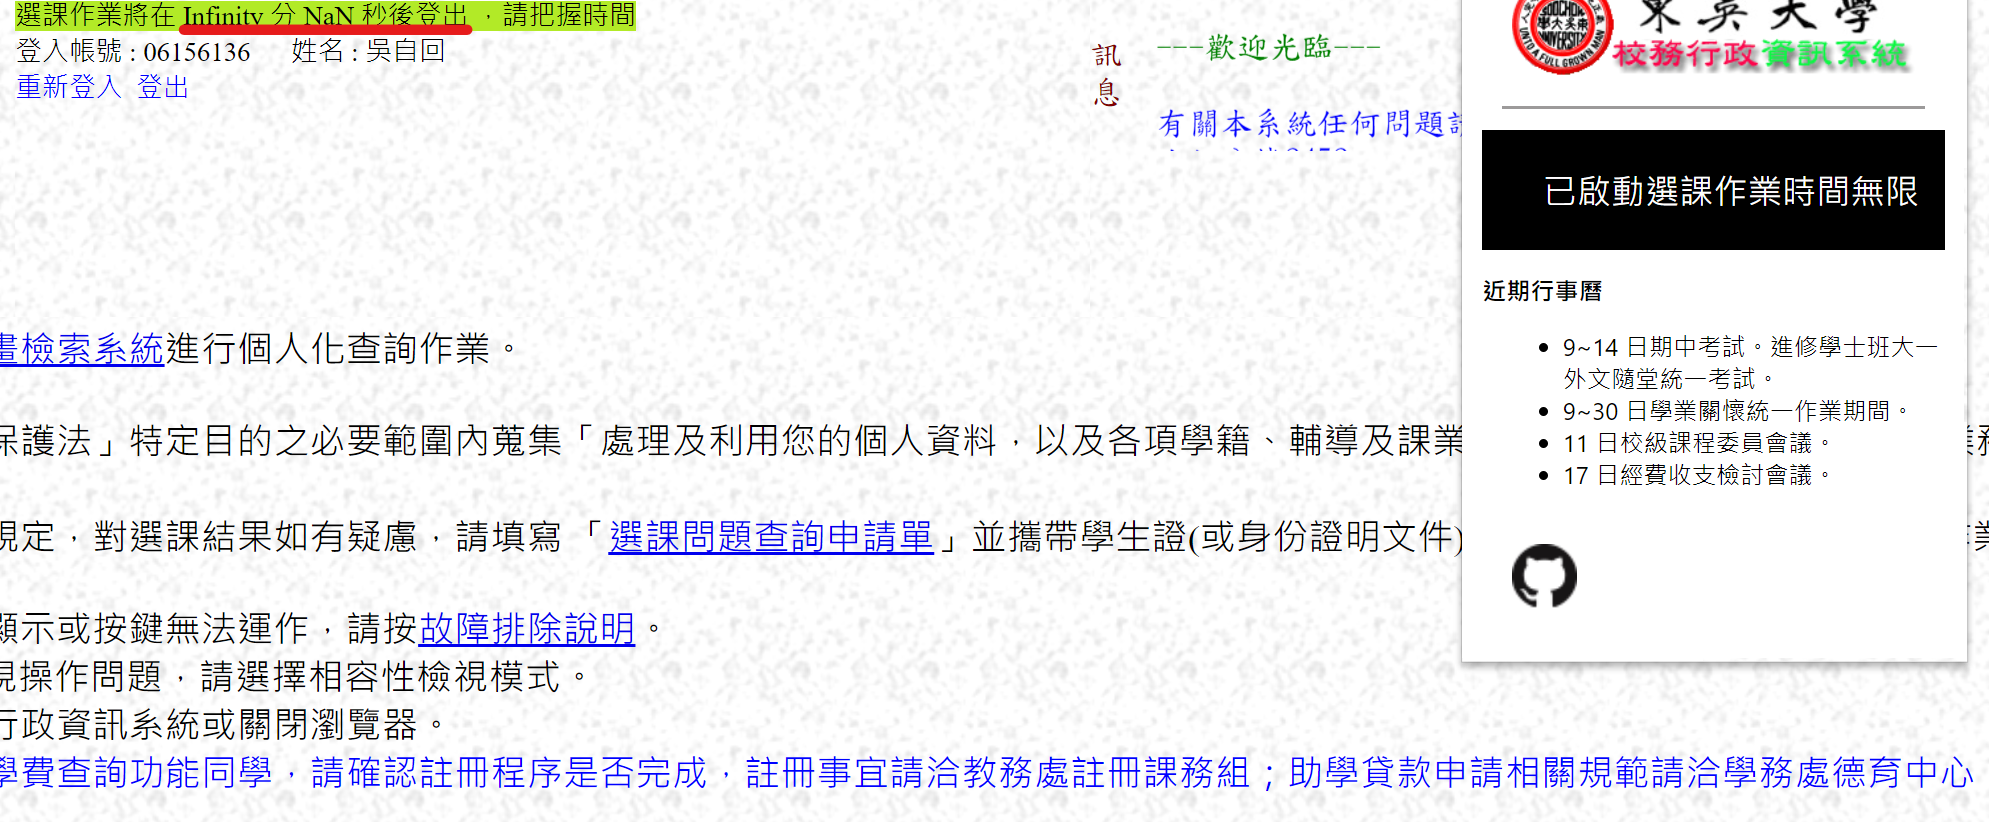 選課作業將在 Infinity 分 NaN 秒後登出 ，請把握時間
登入帳號 : 06156136 姓名 : 吳自回
重新登入 登出
訊息
---歡迎光臨---
有關本系統任何問題
畫檢索系統進行個人化查詢作業。
保護法」特定目的之必要範圍內蒐集「處理及利用您的個人資料，以及各項學籍、輔導及課業
規定，對選課結果如有疑慮，請填寫 「選課問題查詢申請單」並攜帶學生證(或身份證明文件)
顯示或按鍵無法運作，請按故障排除說明。
現操作問題，請選擇相容性檢視模式。
行政資訊系統或關閉瀏覽器。
學費查詢功能同學，請確認註冊程序是否完成，註冊事宜請洽教務處註冊課務組；助學貸款申請相關規範請洽學務處德育中心
東吳大學
校務行政資訊系統
UNTO A FULL GROWN MAN
已啟動選課作業時間無限
近期行事曆
9~14 日期中考試。進修學士班大一
外文隨堂統一考試。
9~30 日學業關懷統一作業期間。
11 日校級課程委員會議。
17 日經費收支檢討會議。